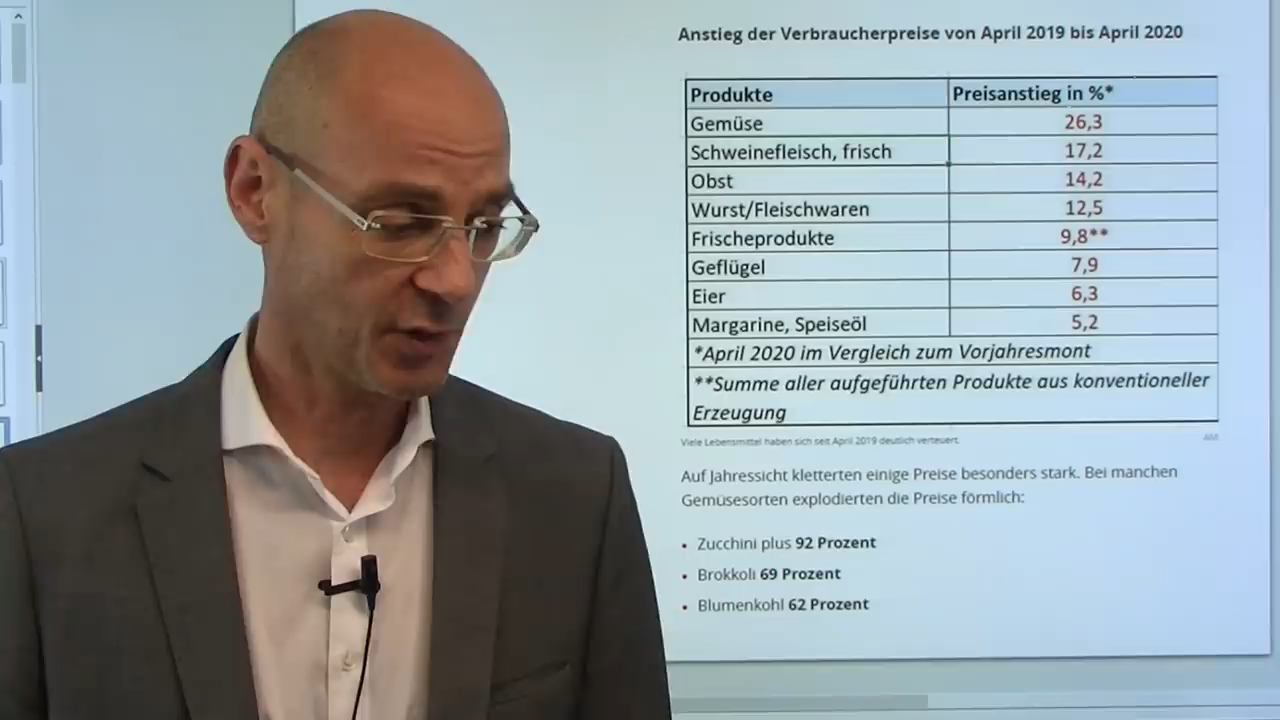 Anstieg der Verbraucherpreise von April 2019 bis April 2020
Produkte Preisanstieg in %*
Gemüse 26,3
Schweinefleisch, frisch 17,2
Obst 14,2
Wurst/Fleischwaren 12,5
Frischeprodukte 9,8**
Geflügel 7,9
Eier 6,3
Margarine, Speiseöl 5,2
*April 2020 im Vergleich zum Vorjahresmont
**Summe aller aufgeführten Produkte aus konventioneller
Erzeugung
Viele Lebensmittel haben sich seit April 2019 deutlich verteuert.
Auf Jahressicht kletterten einige Preise besonders stark. Bei manchen
Gemüsesorten explodierten die Preise förmlich:
• Zucchini plus 92 Prozent
• Brokkoli 69 Prozent
• Blumenkohl 62 Prozent